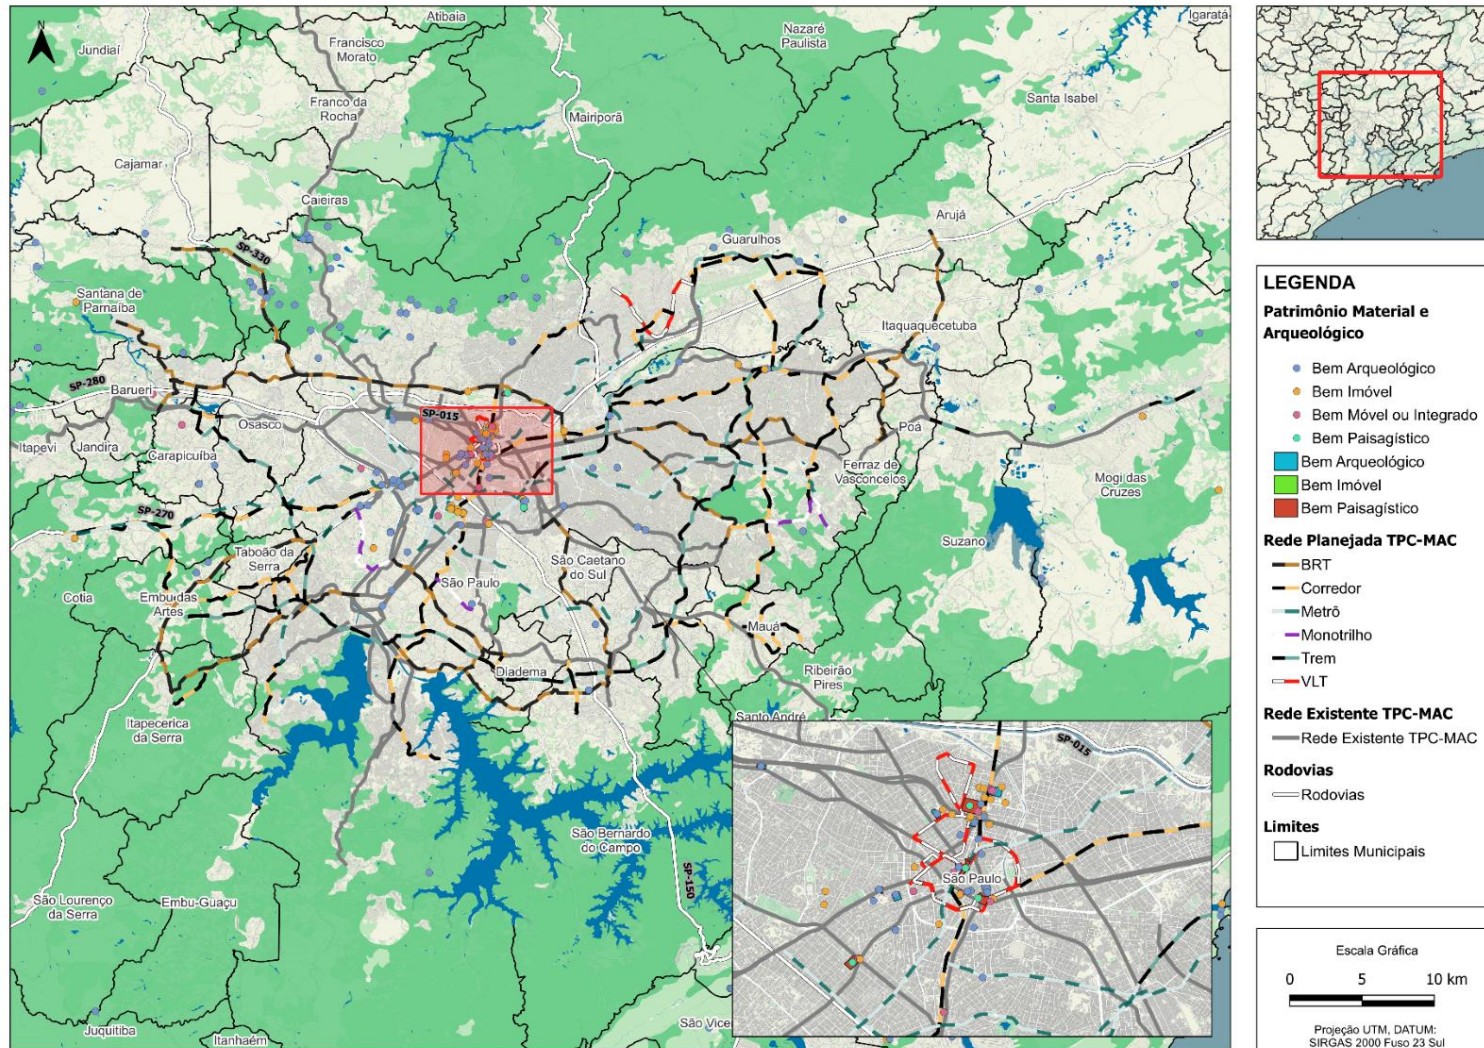 N
Atibaia
Igaratá
Jundiaí
Francisco
Morato
Nazaré
Paulista
Franco da
Rocha
Santa Isabel
Mairiporã
Cajamar
Caieiras
Arujá
Guarulhos
SP-330
Santana de
Parnaíba
Itaquaquecetuba
SP-280
Barueri
SP-015
Osasco
Poá
Itapevi
Jandira
Carapicuíba
Ferraz de
Vasconcelos
Mogi das
Cruzes
SP-270
Suzano
Taboão da
Serra
São Caetano
do Sul
São Paulo
Cotia
Embu das
Artes
Mauá
Diadema
Ribeirão
Pires
Itapecerica
da Serra
Santo André
SP-015
São Bernardo
do Campo
SP-150
São Paulo
São Lourenço
da Serra
Embu-Guaçu
Juquitiba
Itanhaém
São Vice
LEGENDA
Patrimônio Material e
Arqueológico
Bem Arqueológico
Bem Imóvel
Bem Móvel ou Integrado
Bem Paisagístico
Bem Arqueológico
Bem Imóvel
Bem Paisagístico
Rede Planejada TPC-MAC
BRT
Corredor
Metrô
Monotrilho
Trem
VLT
Rede Existente TPC-MAC
Rede Existente TPC-MAC
Rodovias
Rodovias
Limites
Limites Municipais
Escala Gráfica
0 5 10 km
Projeção UTM, DATUM:
SIRGAS 2000 Fuso 23 Sul